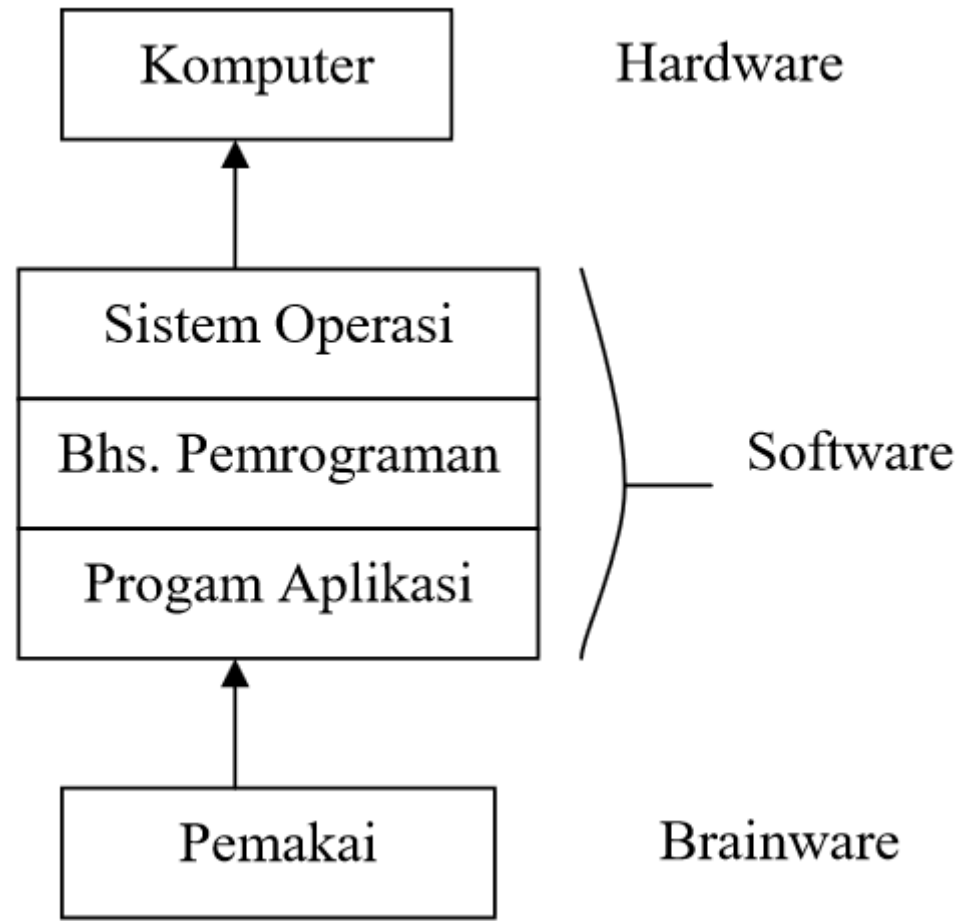 Komputer
Hardware
Sistem Operasi
Bhs. Pemrograman
Software
Progam Aplikasi
Pemakai
Brainware